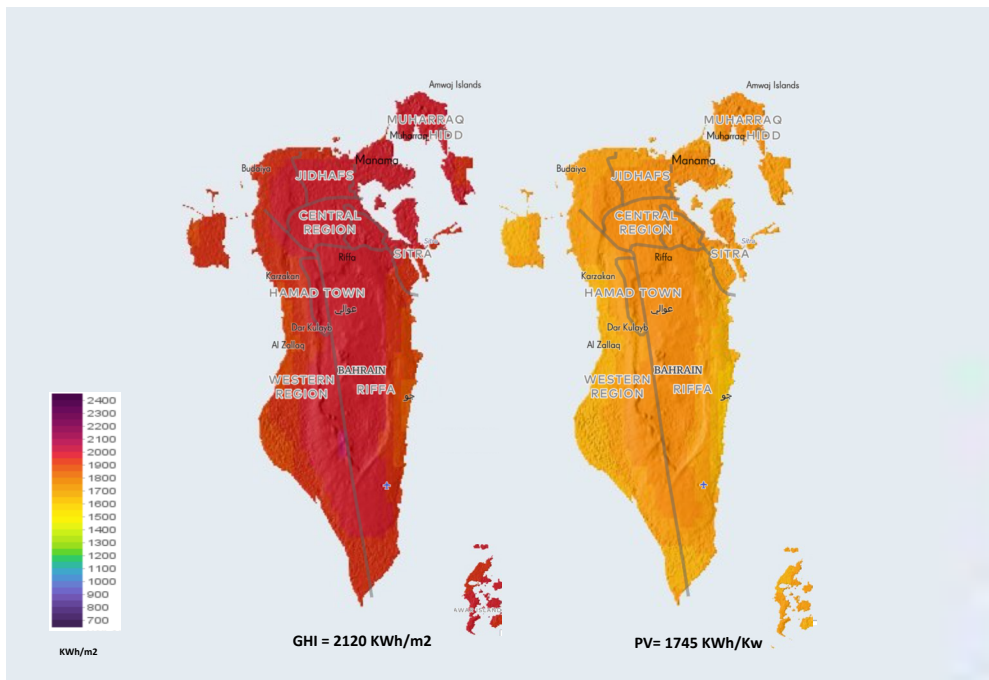 Amwaj Islands
MUHARRAQ
Muharraq HIDD
Manama
Budaiya
JIDHAFS
CENTRAL
REGION
Sitra
SITRA
Riffa
Karzakan
HAMAD TOWN
عوالي
Dar Kulayb
Al Zallaq
BAHRAIN
WESTERN
REGION
RIFFA
جو
Amwaj Islands
MUHARRAQ
Muharraq HIDD
Manama
Budaiya
JIDHAFS
CENTRAL
REGION
Sitra
SITRA
Riffa
Karzakan
HAMAD TOWN
عوالي
Dar Kulayb
Al Zallaq
BAHRAIN
WESTERN
REGION
RIFFA
جو
2400
2300
2200
2100
2000
1900
1800
1700
1600
1500
1400
1300
1200
1100
1000
900
800
700
KWh/m2
GHI = 2120 KWh/m2
PV= 1745 KWh/Kw